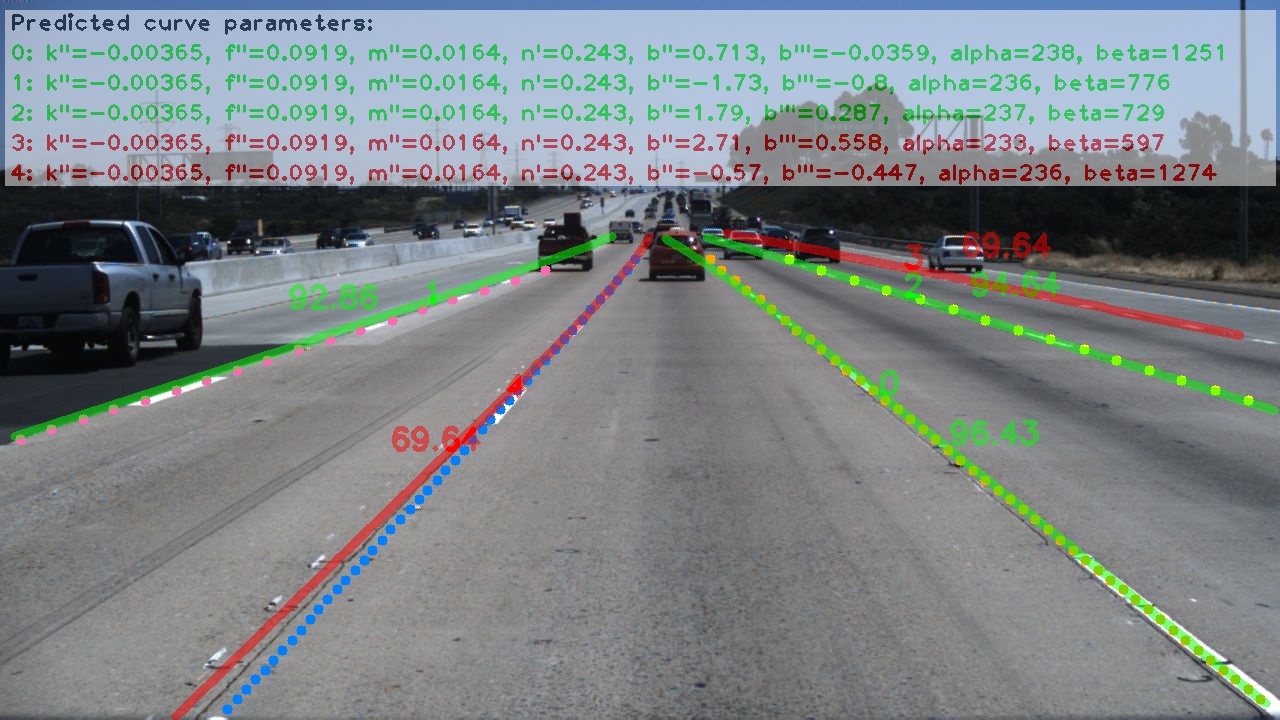 Predicted curve parameters:
0: k''=-0.00365, f''=0.0919, m''=0.0164, n'=0.243, b''=0.713, b'''=-0.0359, alpha=238, beta=1251
1: k''=-0.00365, f''=0.0919, m''=0.0164, n'=0.243, b''=-1.73, b'''=-0.8, alpha=236, beta=776
2: k''=-0.00365, f''=0.0919, m''=0.0164, n'=0.243, b''=1.79, b'''=0.287, alpha=237, beta=729
3: k''=-0.00365, f''=0.0919, m''=0.0164, n'=0.243, b''=2.71, b'''=0.558, alpha=233, beta=597
4: k''=-0.00365, f''=0.0919, m''=0.0164, n'=0.243, b''=-0.57, b'''=-0.447, alpha=236, beta=1274
3 69.64
92.86 1
2 94.64
4
0
69.64
96.43